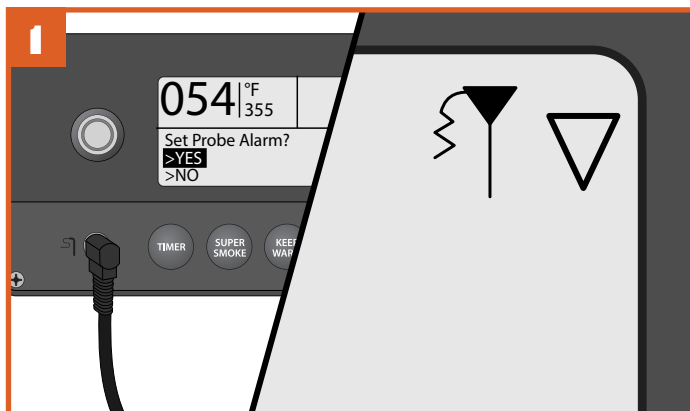 1
054 °F
355
Set Probe Alarm?
>YES
>NO
TIMER
SUPER
SMOKE